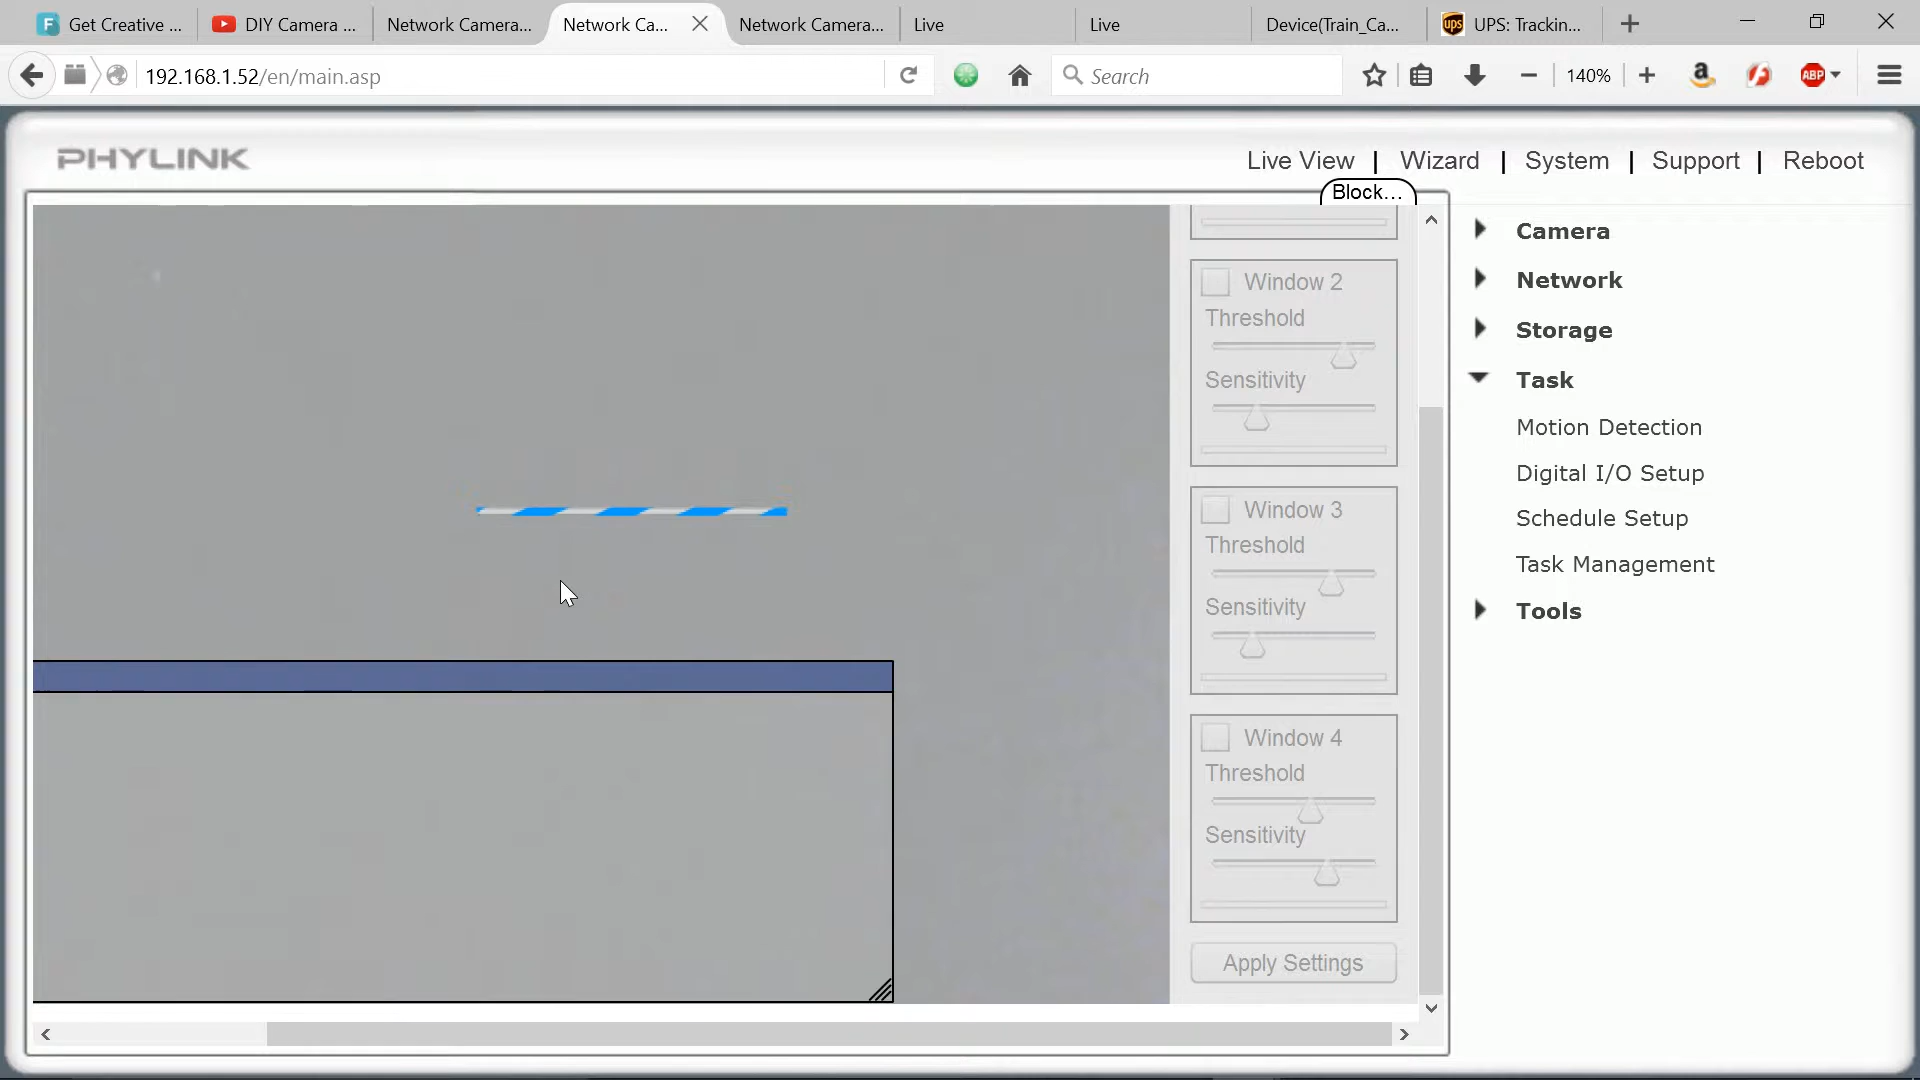 Get Creative ...
DIY Camera ...
Network Camera...
Network Ca...
Network Camera...
Live
Live
Device(Train_Ca...
ups
UPS: Trackin...
192.168.1.52/en/main.asp
Search
140%
ABP
PHYLINK
Live View | Wizard | System | Support | Reboot
Block...
Window 2
Threshold
Sensitivity
Window 3
Threshold
Sensitivity
Window 4
Threshold
Sensitivity
Apply Settings
Camera
Network
Storage
Task
Motion Detection
Digital I/O Setup
Schedule Setup
Task Management
Tools